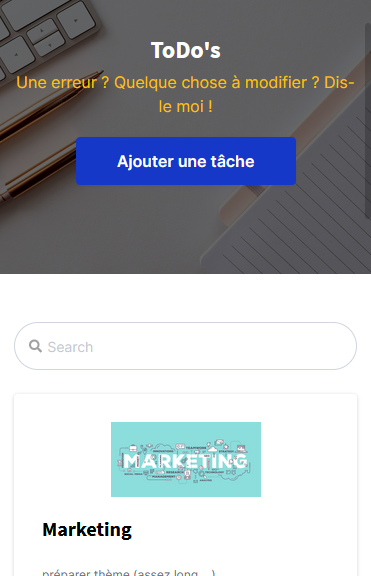 ToDo's
Une erreur ? Quelque chose à modifier ? Dis-
le moi !
Ajouter une tâche
Search
MARKETING
Marketing
préparer thème (assez long...)